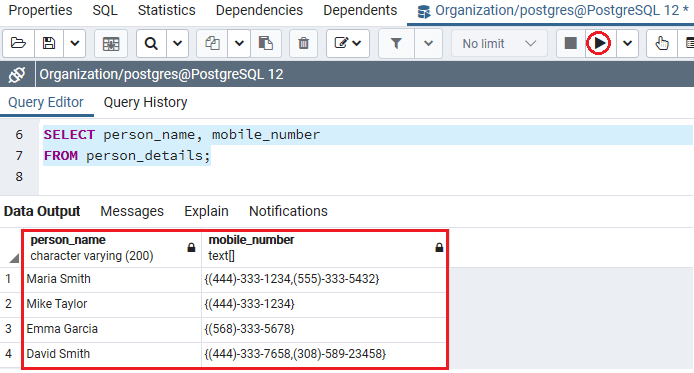 Properties SQL Statistics Dependencies Dependents Organization/postgres@PostgreSQL 12 *
No limit
Organization/postgres@PostgreSQL 12
Query Editor Query History
6 SELECT person_name, mobile_number
7 FROM person_details;
8
Data Output Messages Explain Notifications
person_name mobile_number
character varying (200) text[]
1 Maria Smith {(444)-333-1234,(555)-333-5432}
2 Mike Taylor {(444)-333-1234}
3 Emma Garcia {(568)-333-5678}
4 David Smith {(444)-333-7658,(308)-589-23458}